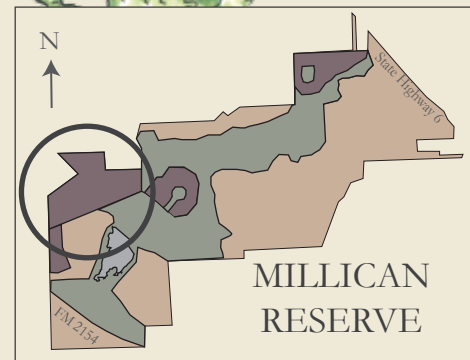 N
State Highway 6
FM 2154
MILLICAN
RESERVE